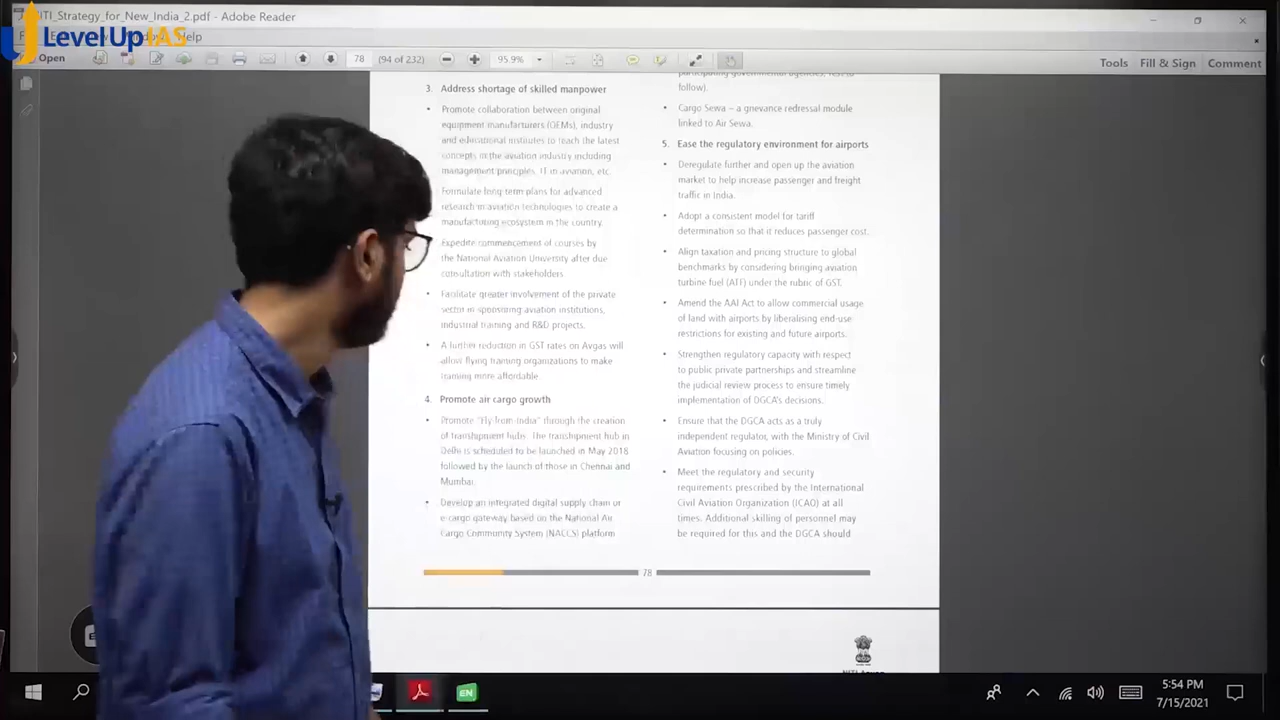 NITI_Strategy_for_New_India_2.pdf - Adobe Reader
LevelUp IAS
Window Help
Open
78
(94 of 232)
95.9%
Tools
Fill & Sign
Comment
3. Address shortage of skilled manpower
• Promote collaboration between original
equipment manufacturers (OEMs), industry
and educational institutes to teach the latest
concepts in the aviation industry including
management principles, IT in aviation, etc.
Formulate long-term plans for advanced
research in aviation technologies to create a
manufacturing ecosystem in the country.
Expedite commencement of courses by
the National Aviation University after due
consultation with stakeholders.
• Facilitate greater involvement of the private
sector in sponsoring aviation institutions,
industrial training and R&D projects.
• A further reduction in GST rates on Avgas will
allow flying training organizations to make
training more affordable.
4. Promote air cargo growth
• Promote "Fly-from-India" through the creation
of transhipment hubs. The transhipment hub in
Delhi is scheduled to be launched in May 2018
followed by the launch of those in Chennai and
Mumbai.
• Develop an integrated digital supply chain or
e-cargo gateway based on the National Air
Cargo Community System (NACCS) platform
participating governmental agencies, rest to
follow).
• Cargo Sewa – a grievance redressal module
linked to Air Sewa.
5. Ease the regulatory environment for airports
• Deregulate further and open up the aviation
market to help increase passenger and freight
traffic in India.
• Adopt a consistent model for tariff
determination so that it reduces passenger cost.
• Align taxation and pricing structure to global
benchmarks by considering bringing aviation
turbine fuel (ATF) under the rubric of GST.
• Amend the AAI Act to allow commercial usage
of land with airports by liberalising end-use
restrictions for existing and future airports.
• Strengthen regulatory capacity with respect
to public private partnerships and streamline
the judicial review process to ensure timely
implementation of DGCA's decisions.
• Ensure that the DGCA acts as a truly
independent regulator, with the Ministry of Civil
Aviation focusing on policies.
• Meet the regulatory and security
requirements prescribed by the International
Civil Aviation Organization (ICAO) at all
times. Additional skilling of personnel may
be required for this and the DGCA should
78
EN
5:54 PM
7/15/2021